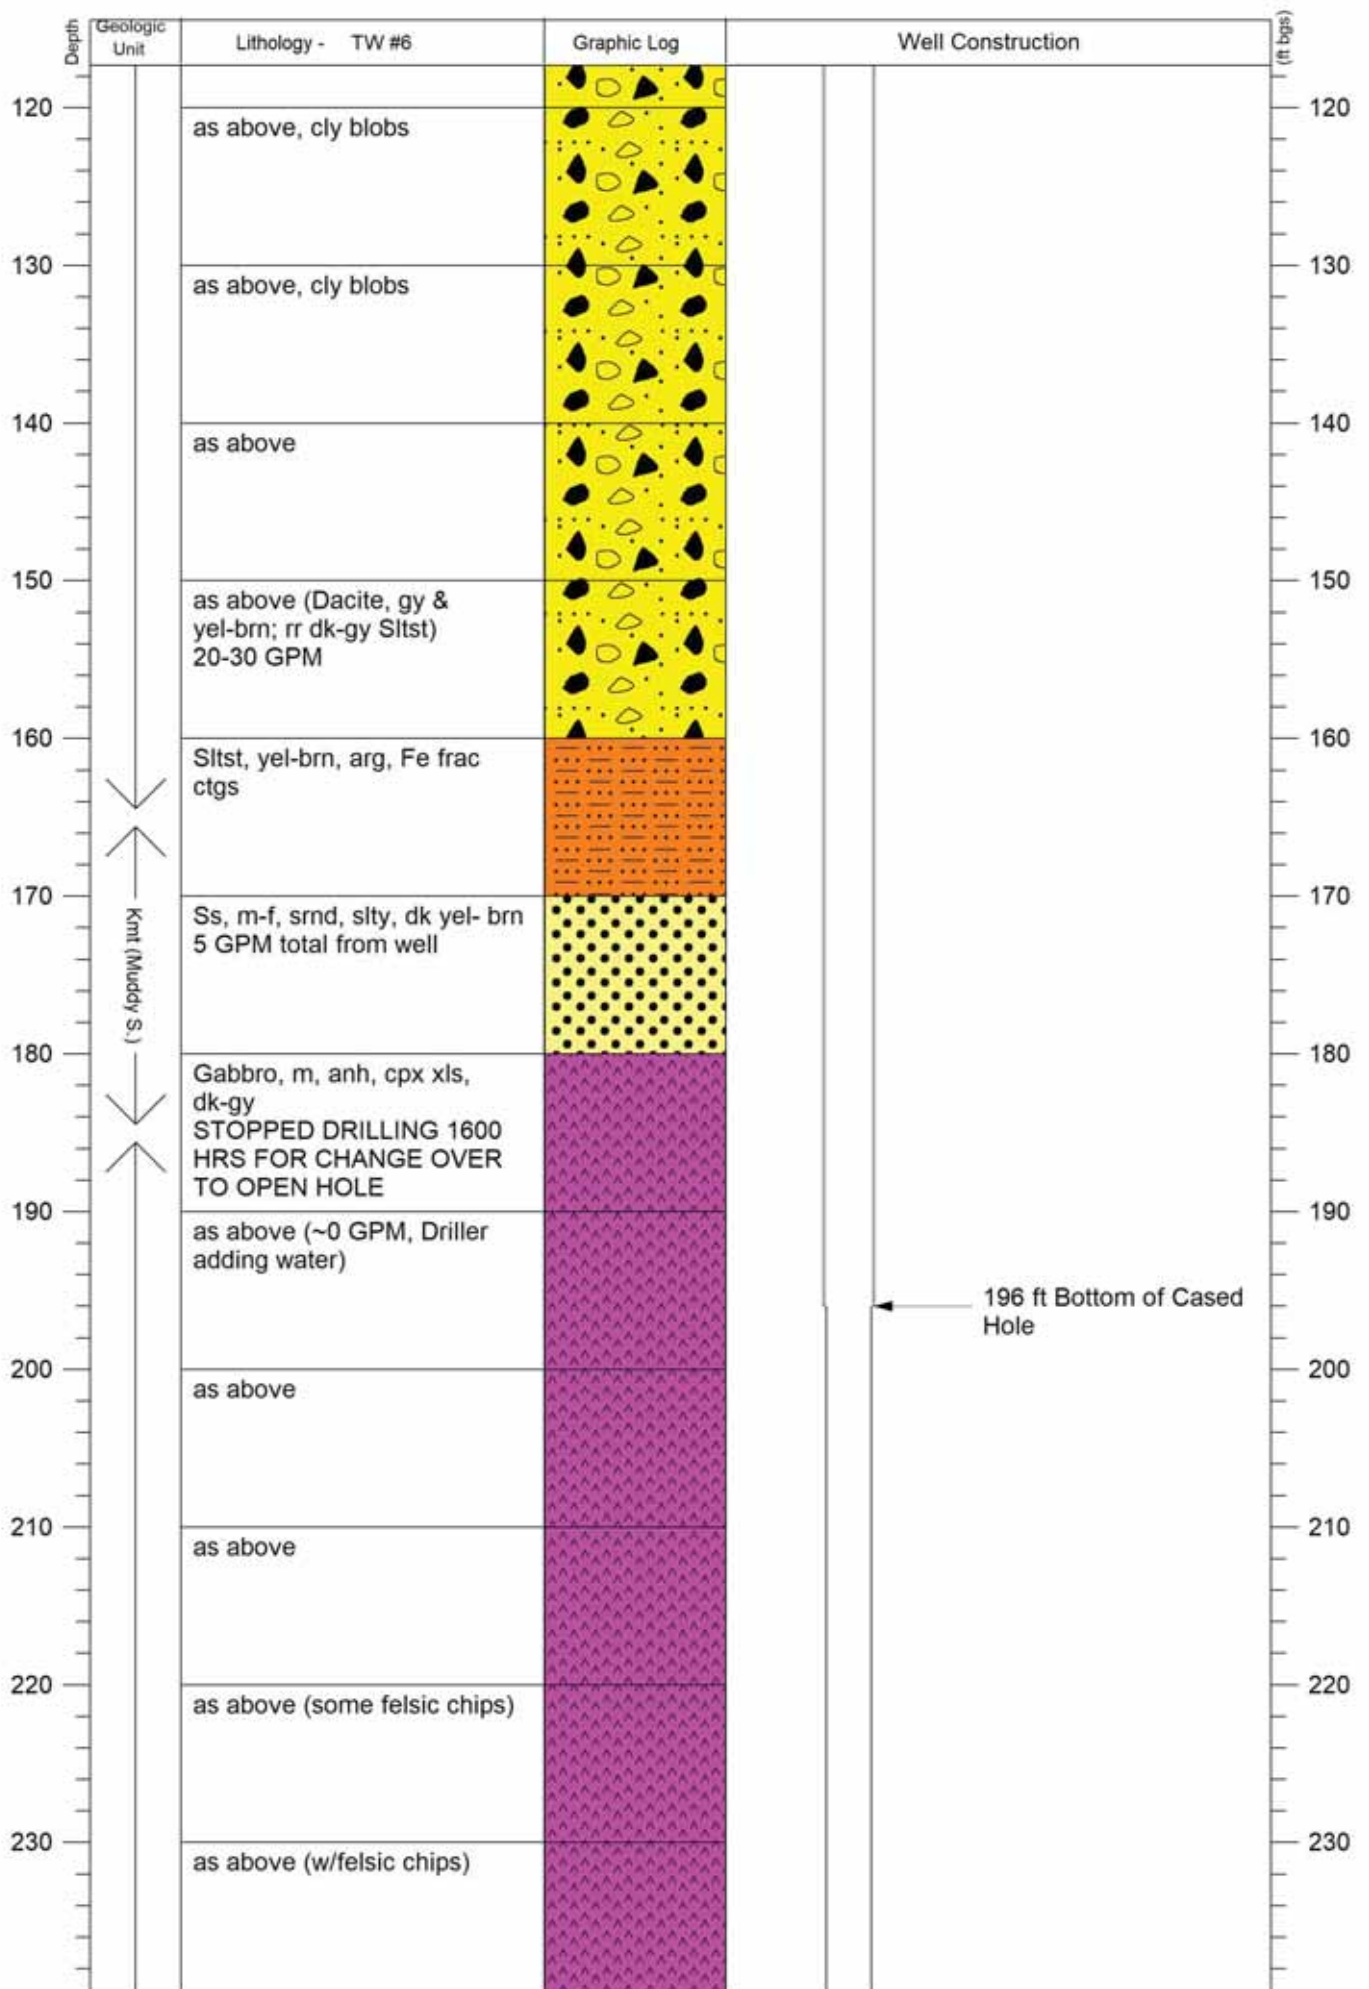 Depth
Geologic
Unit
Lithology - TW #6
Graphic Log
Well Construction
(ft bgs)
120
as above, cly blobs
120
130
as above, cly blobs
130
140
as above
140
150
as above (Dacite, gy &
yel-brn; rr dk-gy Sltst)
20-30 GPM
150
160
Sltst, yel-brn, arg, Fe frac
ctgs
160
170
Kmt (Muddy S.)
Ss, m-f, srnd, slty, dk yel- brn
5 GPM total from well
170
180
Gabbro, m, anh, cpx xls,
dk-gy
STOPPED DRILLING 1600
HRS FOR CHANGE OVER
TO OPEN HOLE
180
190
as above (~0 GPM, Driller
adding water)
190
196 ft Bottom of Cased
Hole
200
as above
200
210
as above
210
220
as above (some felsic chips)
220
230
as above (w/felsic chips)
230